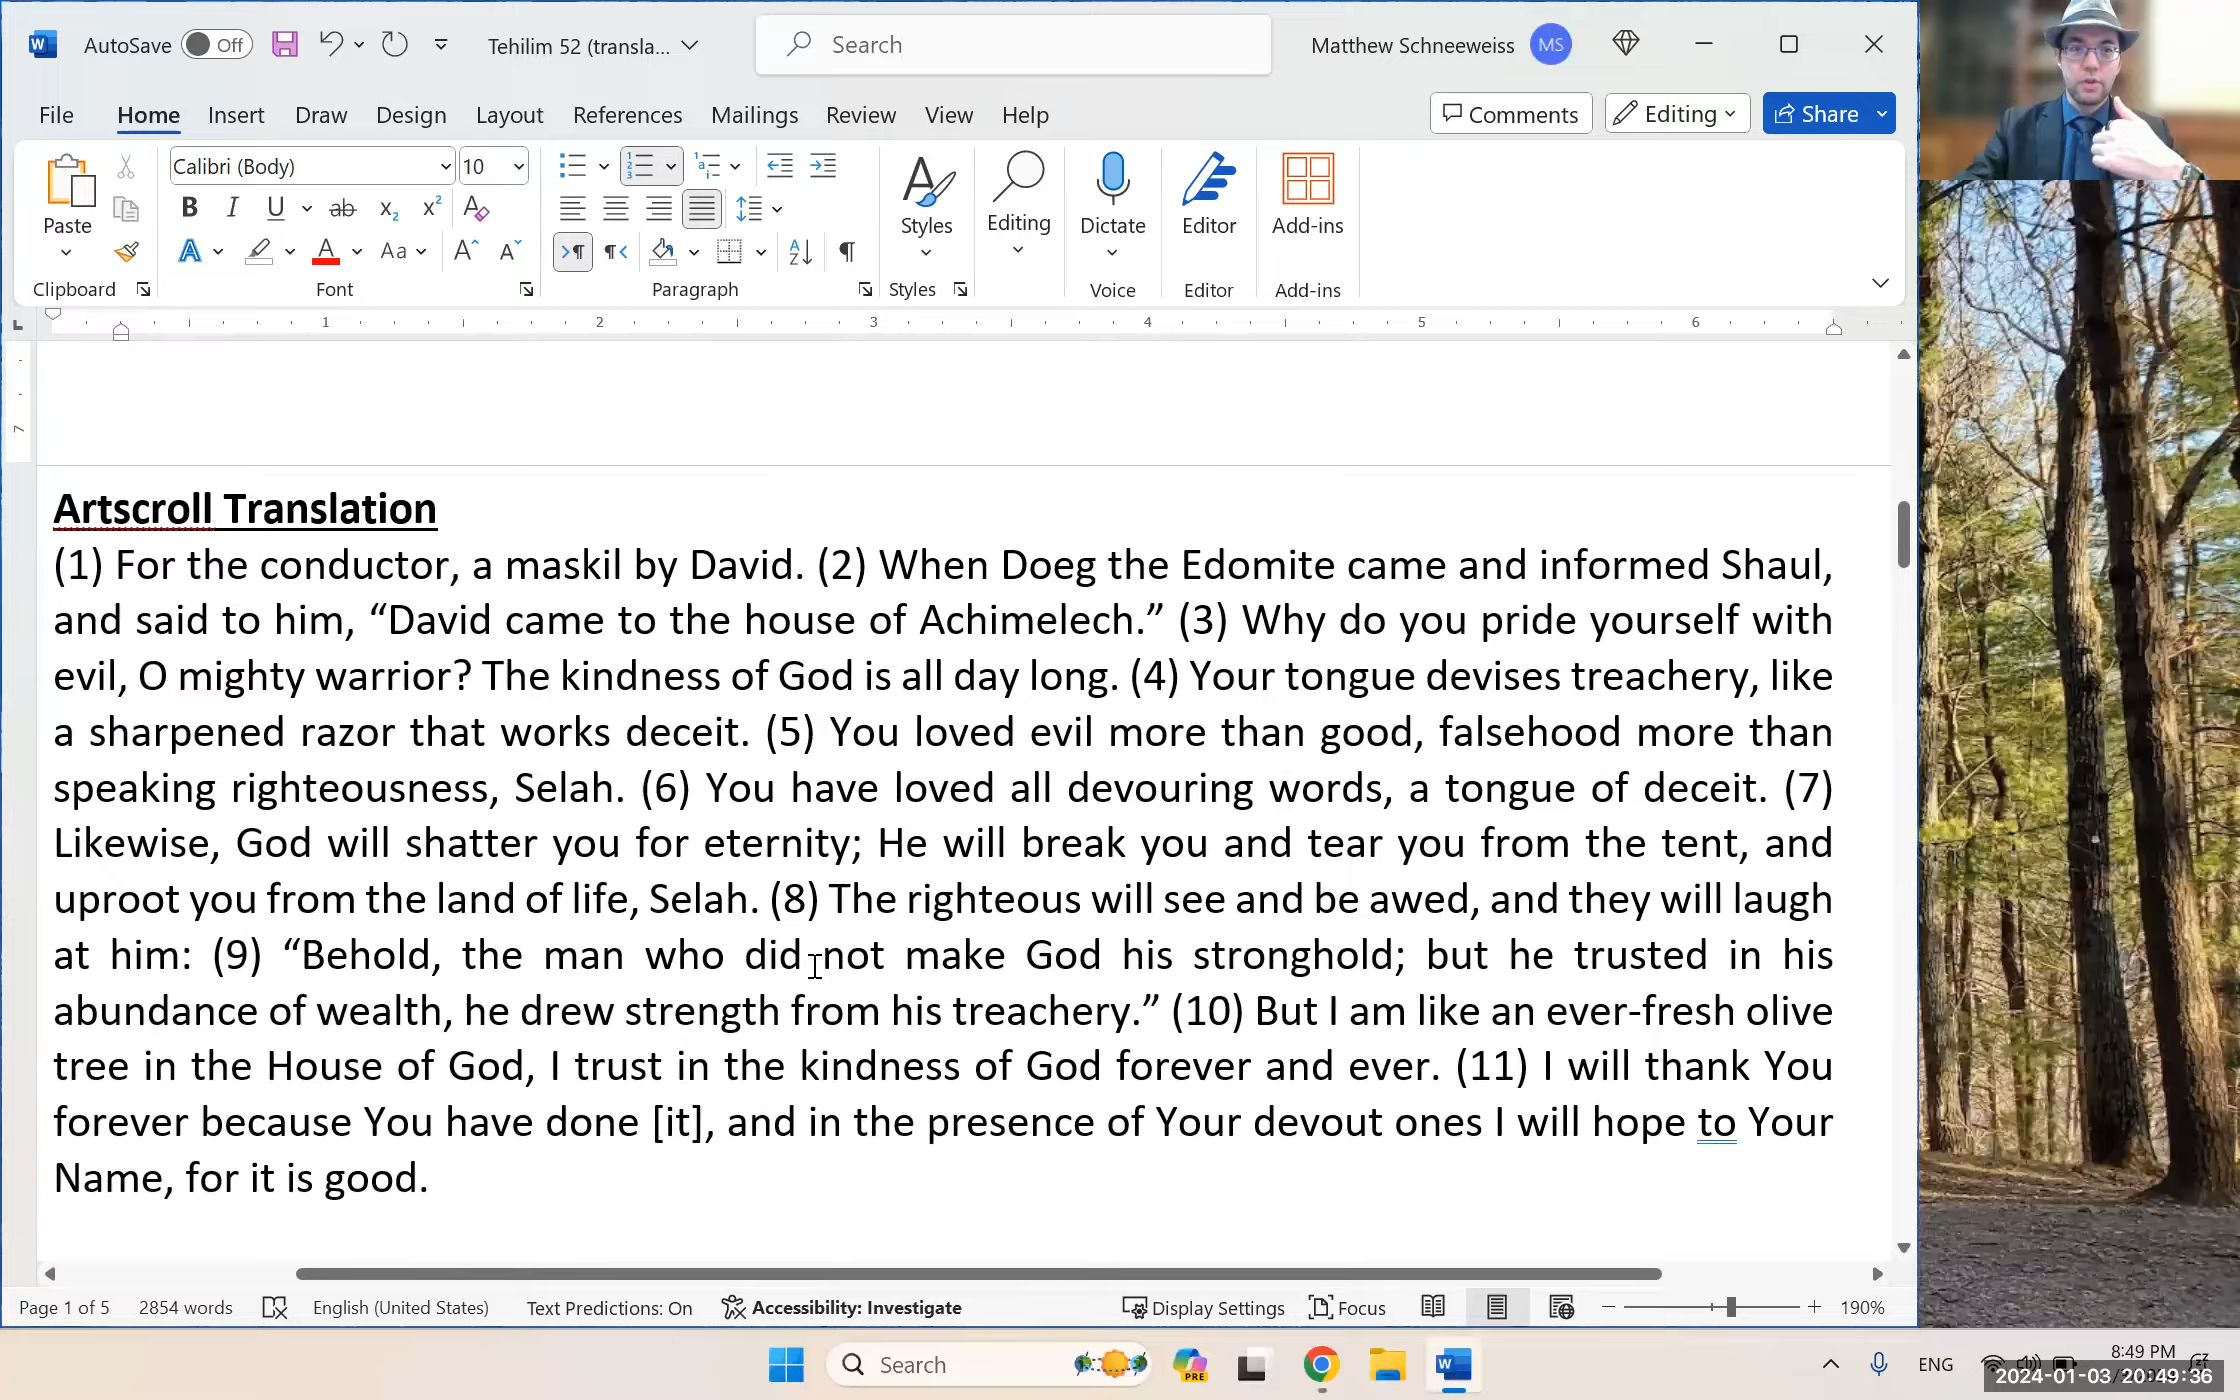 AutoSave Off Tehilim 52 (transla... Search Matthew Schneeweiss MS
File Home Insert Draw Design Layout References Mailings Review View Help Comments Editing Share
Calibri (Body) 10
Paste Styles Editing Dictate Editor Add-ins
Clipboard Font Paragraph Styles Voice Editor Add-ins
1 2 3 4 5 6
7
Artscroll Translation
(1) For the conductor, a maskil by David. (2) When Doeg the Edomite came and informed Shaul,
and said to him, “David came to the house of Achimelech.” (3) Why do you pride yourself with
evil, O mighty warrior? The kindness of God is all day long. (4) Your tongue devises treachery, like
a sharpened razor that works deceit. (5) You loved evil more than good, falsehood more than
speaking righteousness, Selah. (6) You have loved all devouring words, a tongue of deceit. (7)
Likewise, God will shatter you for eternity; He will break you and tear you from the tent, and
uproot you from the land of life, Selah. (8) The righteous will see and be awed, and they will laugh
at him: (9) “Behold, the man who did not make God his stronghold; but he trusted in his
abundance of wealth, he drew strength from his treachery.” (10) But I am like an ever-fresh olive
tree in the House of God, I trust in the kindness of God forever and ever. (11) I will thank You
forever because You have done [it], and in the presence of Your devout ones I will hope to Your
Name, for it is good.
Page 1 of 5 2854 words English (United States) Text Predictions: On Accessibility: Investigate Display Settings Focus 190%
Search PRE ENG 8:49 PM
2024-01-03 20:49:36